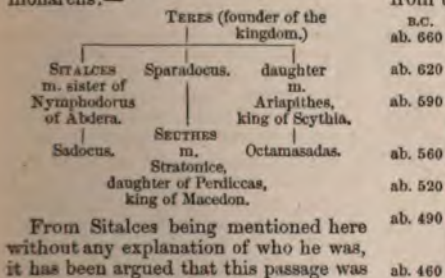 monarchs:—
TERES (founder of the
kingdom.)
SITALCES Sparadocus. daughter
m. sister of m.
Nymphodorus Ariapithes,
of Abdera. king of Scythia.
SEUTHES
Sadocus. m. Octamasadas.
Stratonice,
daughter of Perdiccas,
king of Macedon.
From Sitalces being mentioned here
without any explanation of who he was,
it has been argued that this passage was
B.C.
ab. 660
ab. 620
ab. 590
ab. 560
ab. 520
ab. 490
ab. 460